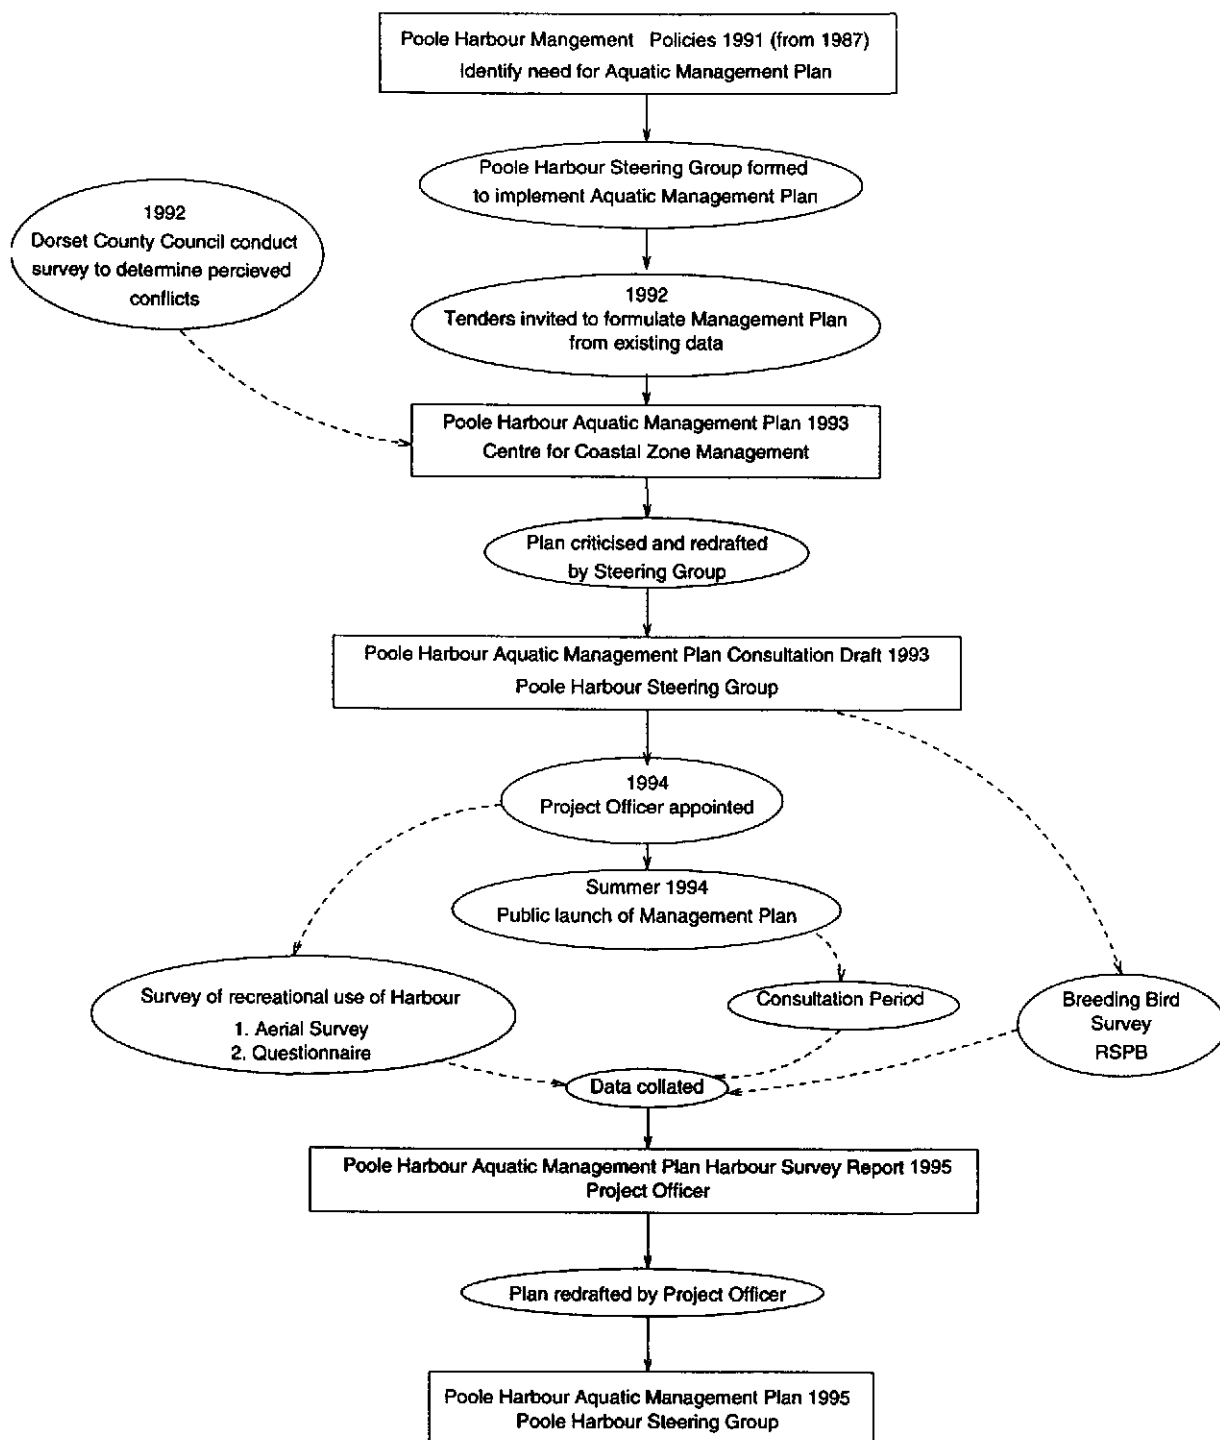 Poole Harbour Mangement Policies 1991 (from 1987)
Identify need for Aquatic Management Plan
Poole Harbour Steering Group formed
to implement Aquatic Management Plan
1992
Dorset County Council conduct
survey to determine percieved
conflicts
1992
Tenders invited to formulate Management Plan
from existing data
Poole Harbour Aquatic Management Plan 1993
Centre for Coastal Zone Management
Plan criticised and redrafted
by Steering Group
Poole Harbour Aquatic Management Plan Consultation Draft 1993
Poole Harbour Steering Group
1994
Project Officer appointed
Summer 1994
Public launch of Management Plan
Survey of recreational use of Harbour
1. Aerial Survey
2. Questionnaire
Consultation Period
Breeding Bird
Survey
RSPB
Data collated
Poole Harbour Aquatic Management Plan Harbour Survey Report 1995
Project Officer
Plan redrafted by Project Officer
Poole Harbour Aquatic Management Plan 1995
Poole Harbour Steering Group